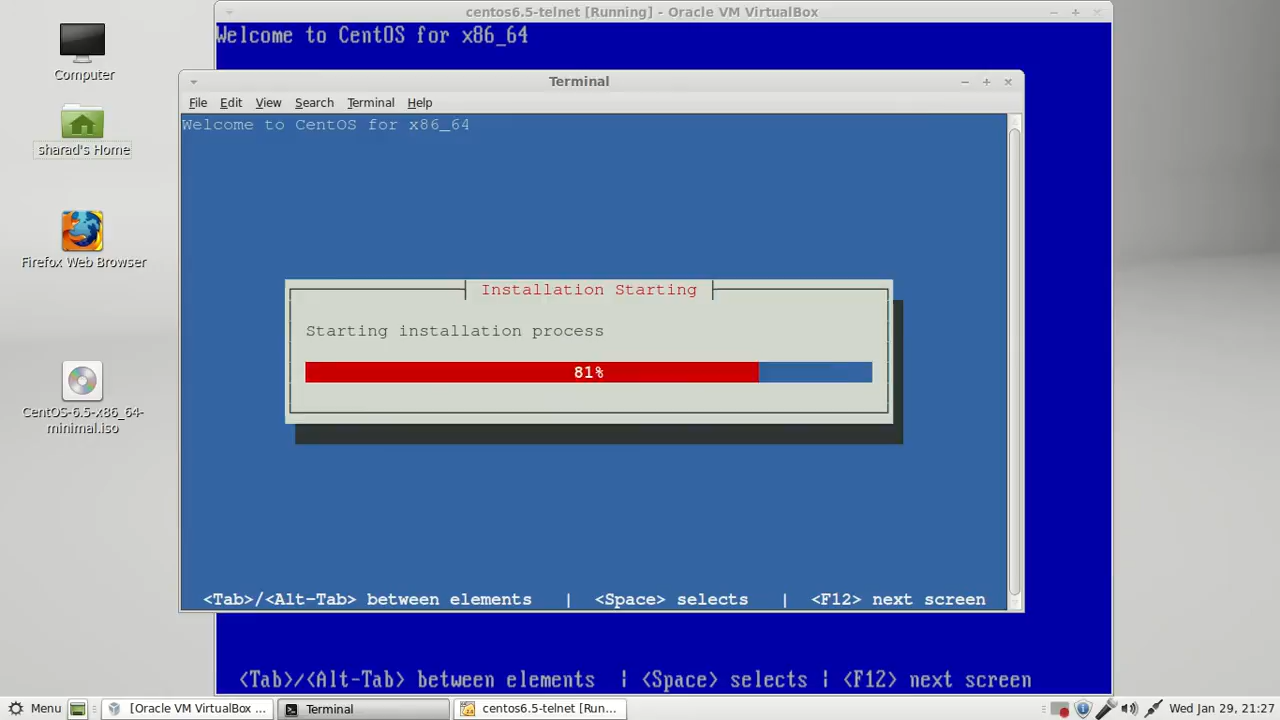 centos6.5-telnet [Running] - Oracle VM VirtualBox
Welcome to CentOS for x86_64
Computer
sharad's Home
Firefox Web Browser
CentOS-6.5-x86_64-
minimal.iso
Terminal
File Edit View Search Terminal Help
Welcome to CentOS for x86_64
Installation Starting
Starting installation process
81%
<Tab>/<Alt-Tab> between elements | <Space> selects | <F12> next screen
<Tab>/<Alt-Tab> between elements | <Space> selects | <F12> next screen
Menu [Oracle VM VirtualBox ... Terminal centos6.5-telnet [Run... Wed Jan 29, 21:27